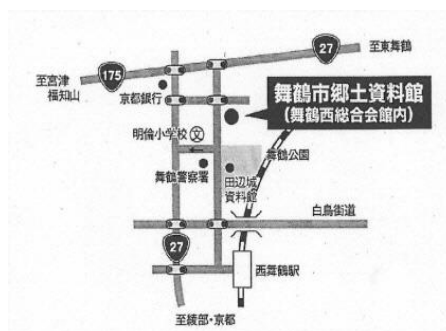 27
至東舞鶴
175
至宮津
福知山
京都銀行
舞鶴市郷土資料館
(舞鶴西総合会館内)
明倫小学校
文
舞鶴公園
舞鶴警察署
田辺城
資料館
白鳥街道
27
西舞鶴駅
至綾部・京都